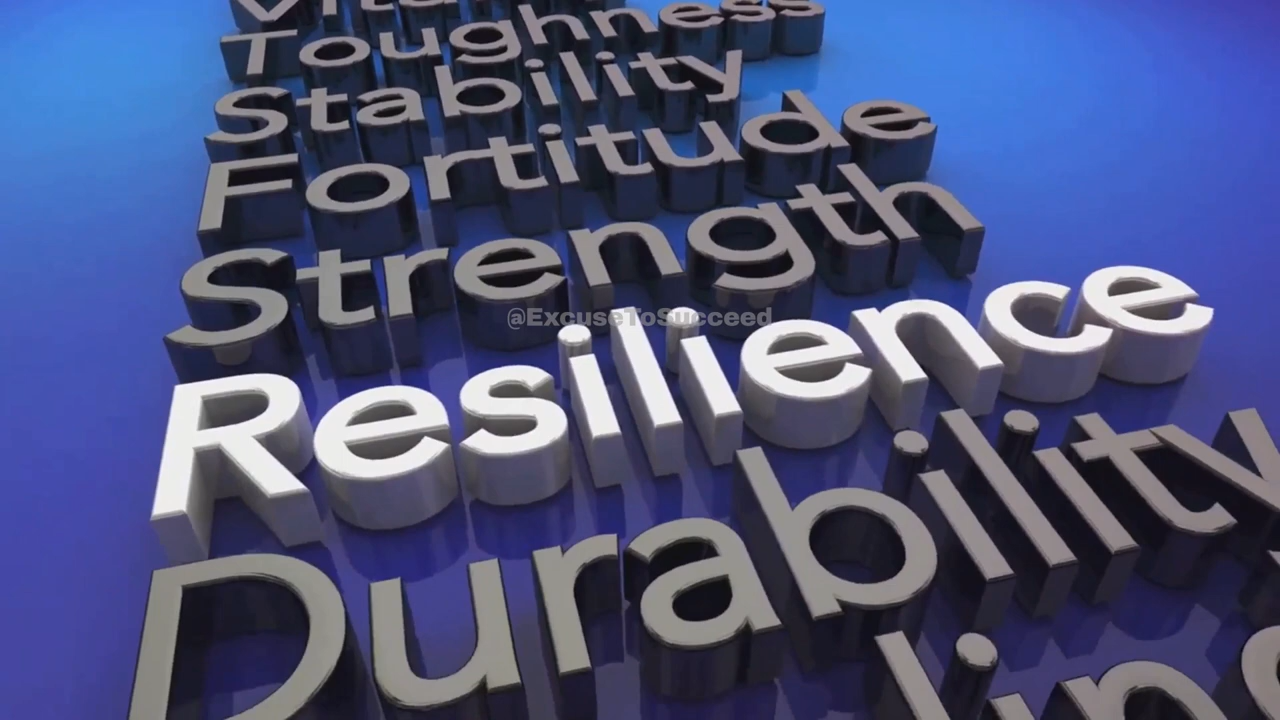 Toughness
Stability
Fortitude
Strength
@ExcuseToSucceed
Resilience
Durability